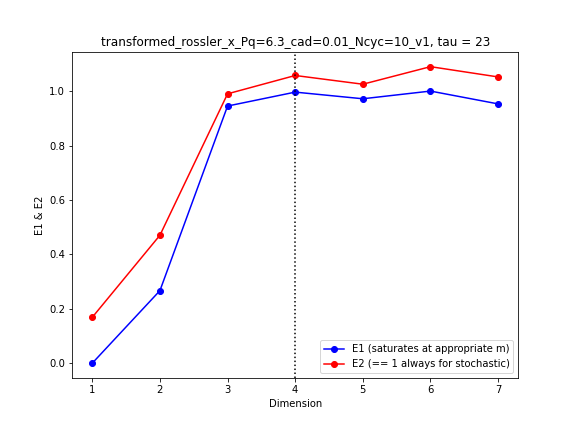 transformed_rossler_x_Pq=6.3_cad=0.01_Ncyc=10_v1, tau = 23
1.0
0.8
0.6
0.4
0.2
0.0
E1 & E2
E1 (saturates at appropriate m)
E2 (== 1 always for stochastic)
1 2 3 4 5 6 7
Dimension